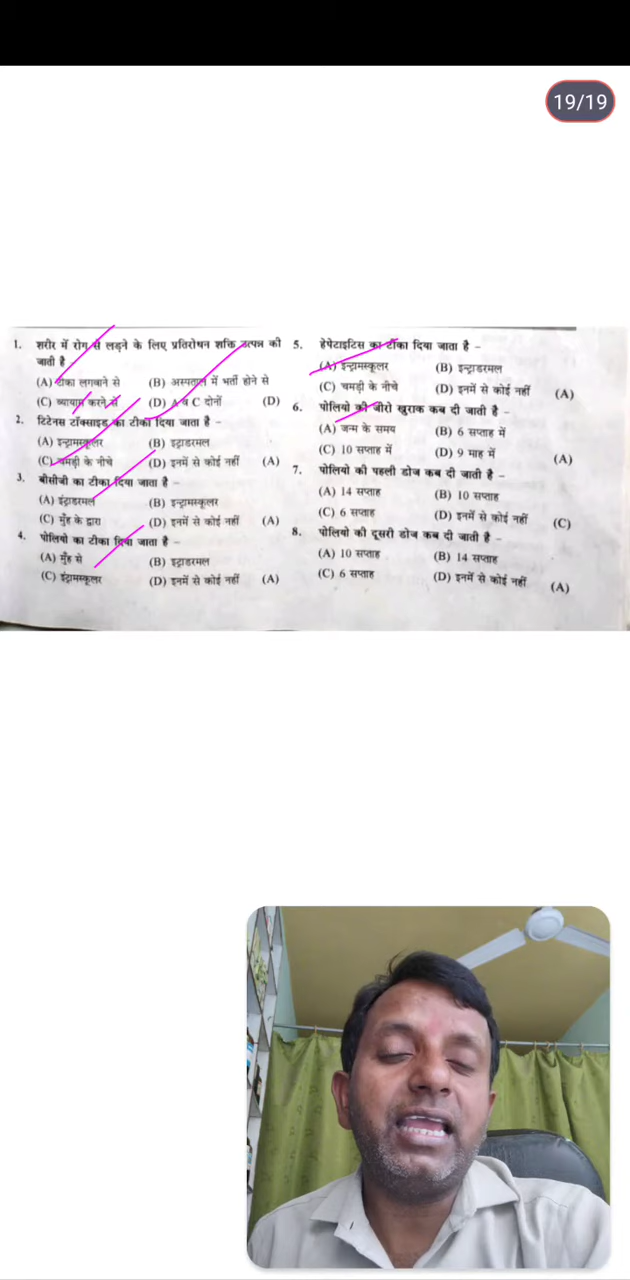 19/19
1. शरीर में रोग से लड़ने के लिए प्रतिरोधन शक्ति उत्पन्न की
जाती है
(A) टीका लगवाने से (B) अस्पताल में भर्ती होने से
(C) व्यायाम करने से (D) A व C दोनों (D)
2. टिटेनस टॉक्साइड का टीका दिया जाता है -
(A) इन्ट्रामस्कूलर (B) इट्राडरमल
(C) चमड़ी के नीचे (D) इनमें से कोई नहीं (A)
3. बीसीजी का टीका दिया जाता है -
(A) इंट्राडरमल (B) इन्ट्रामस्कूलर
(C) मुँह के द्वारा (D) इनमें से कोई नहीं (A)
4. पोलियो का टीका दिया जाता है -
(A) मुँह से (B) इट्राडरमल
(C) इंट्रामस्कूलर (D) इनमें से कोई नहीं (A)
5. हेपेटाइटिस का टीका दिया जाता है -
(A) इन्ट्रामस्कूलर (B) इन्ट्राडरमल
(C) चमड़ी के नीचे (D) इनमें से कोई नहीं (A)
6. पोलियो की जीरो खुराक कब दी जाती है -
(A) जन्म के समय (B) 6 सप्ताह में
(C) 10 सप्ताह में (D) 9 माह में (A)
7. पोलियो की पहली डोज कब दी जाती है -
(A) 14 सप्ताह (B) 10 सप्ताह
(C) 6 सप्ताह (D) इनमें से कोई नहीं (C)
8. पोलियो की दूसरी डोज कब दी जाती है -
(A) 10 सप्ताह (B) 14 सप्ताह
(C) 6 सप्ताह (D) इनमें से कोई नहीं (A)